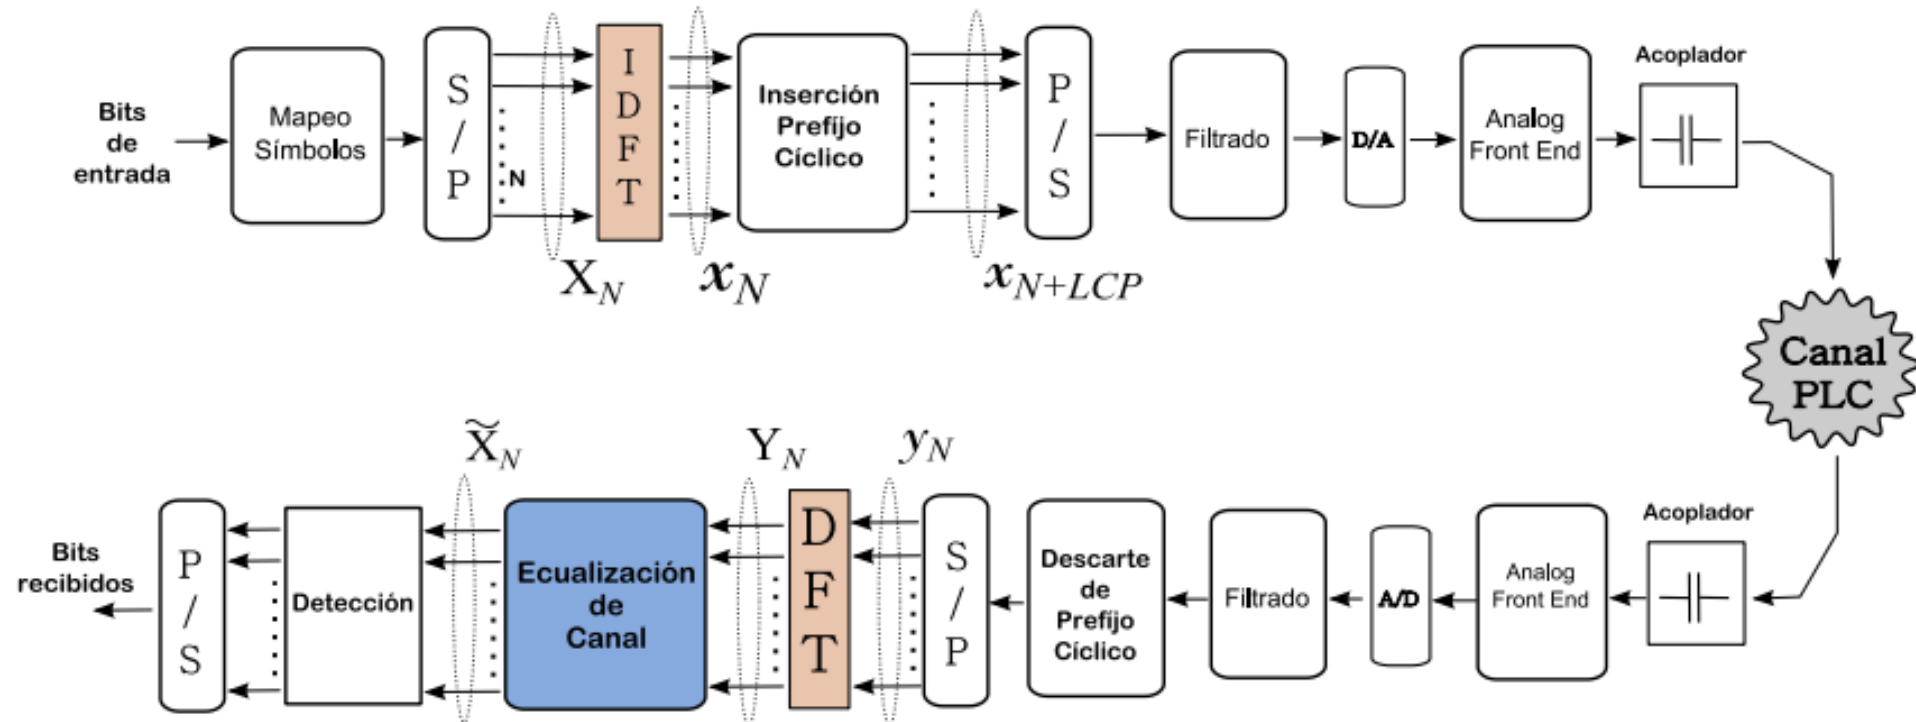 Bits
de
entrada
Mapeo
Símbolos
S
/
P
N
X_N
I
D
F
T
x_N
Inserción
Prefijo
Cíclico
x_{N+LCP}
P
/
S
Filtrado
D/A
Analog
Front End
Acoplador
Canal
PLC
Acoplador
Analog
Front End
A/D
Filtrado
Descarte
de
Prefijo
Cíclico
S
/
P
y_N
D
F
T
Y_N
Ecualización
de
Canal
X̃_N
Detección
P
/
S
Bits
recibidos